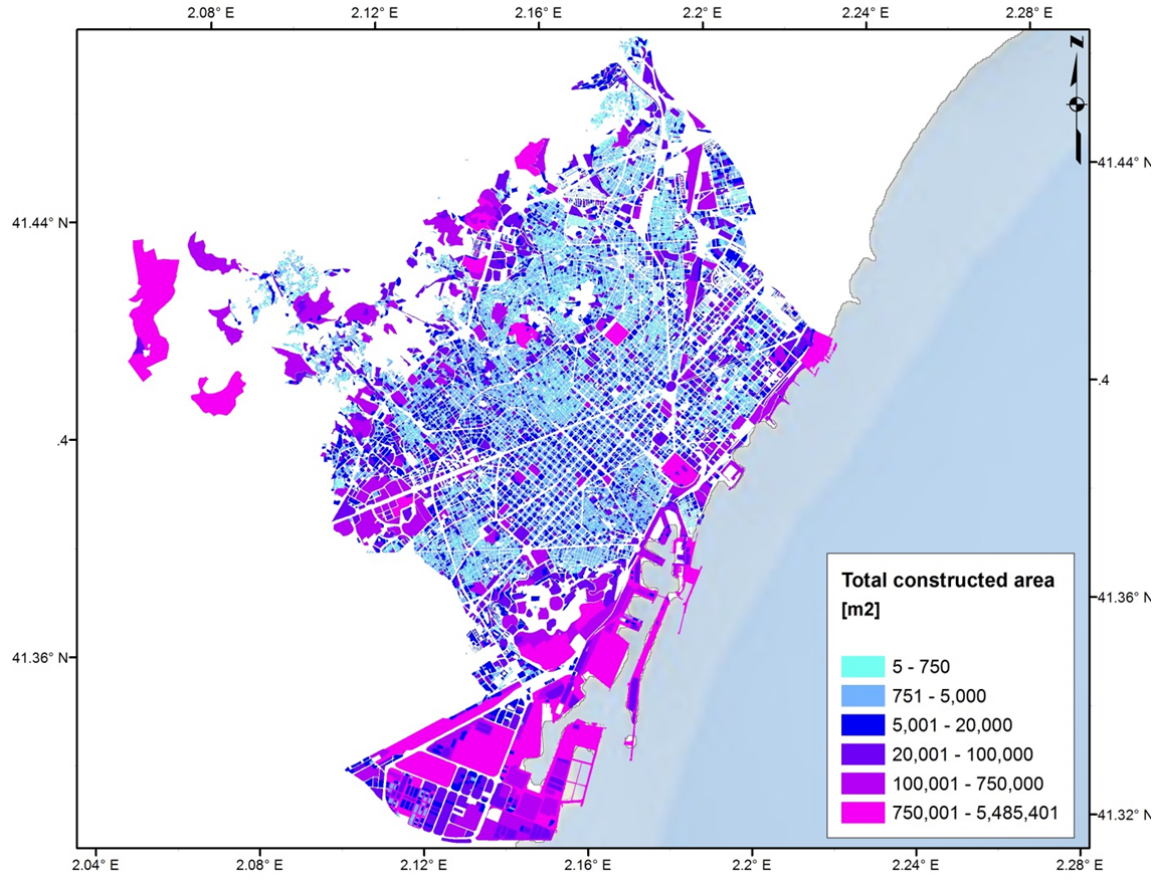 2.08° E 2.12° E 2.16° E 2.2° E 2.24° E 2.28° E
N
41.44° N
41.44° N
.4
.4
41.36° N
41.36° N
41.32° N
Total constructed area
[m2]
5 - 750
751 - 5,000
5,001 - 20,000
20,001 - 100,000
100,001 - 750,000
750,001 - 5,485,401
2.04° E 2.08° E 2.12° E 2.16° E 2.2° E 2.24° E 2.28° E